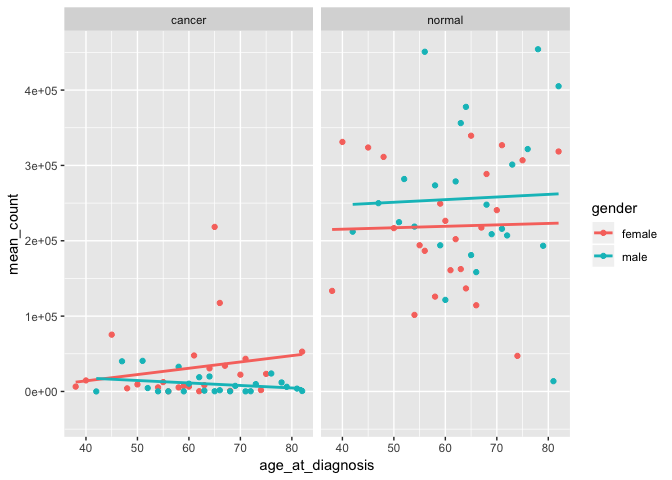 cancer
normal
mean_count
4e+05
3e+05
2e+05
1e+05
0e+00
40 50 60 70 80
40 50 60 70 80
age_at_diagnosis
gender
female
male